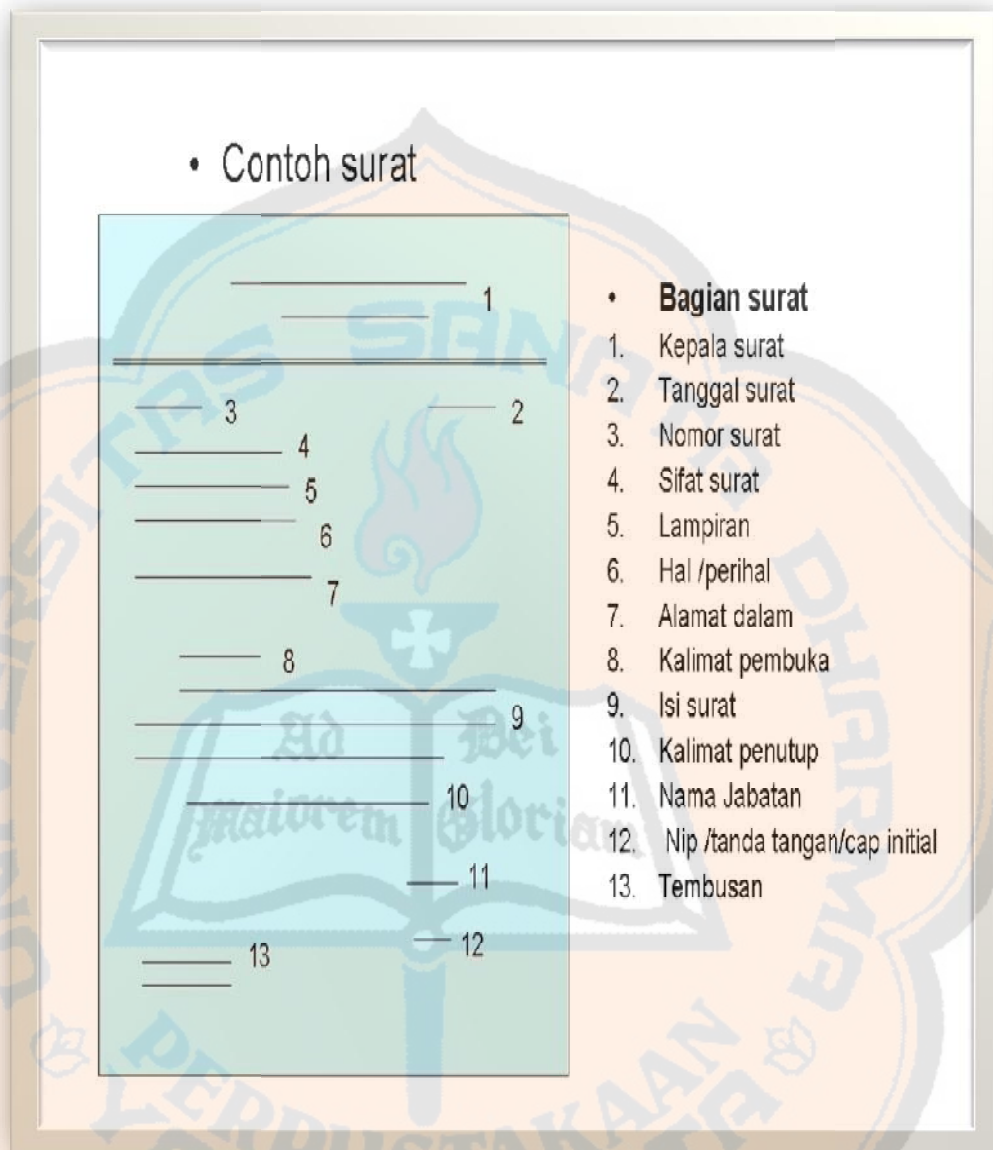 • Contoh surat
1
3
2
4
5
6
7
8
9
10
11
12
13
• Bagian surat
1. Kepala surat
2. Tanggal surat
3. Nomor surat
4. Sifat surat
5. Lampiran
6. Hal /perihal
7. Alamat dalam
8. Kalimat pembuka
9. Isi surat
10. Kalimat penutup
11. Nama Jabatan
12. Nip /tanda tangan/cap initial
13. Tembusan
SANATA DHARMA
Ad Dei
maiorem Gloriam
PERPUSTAKAAN